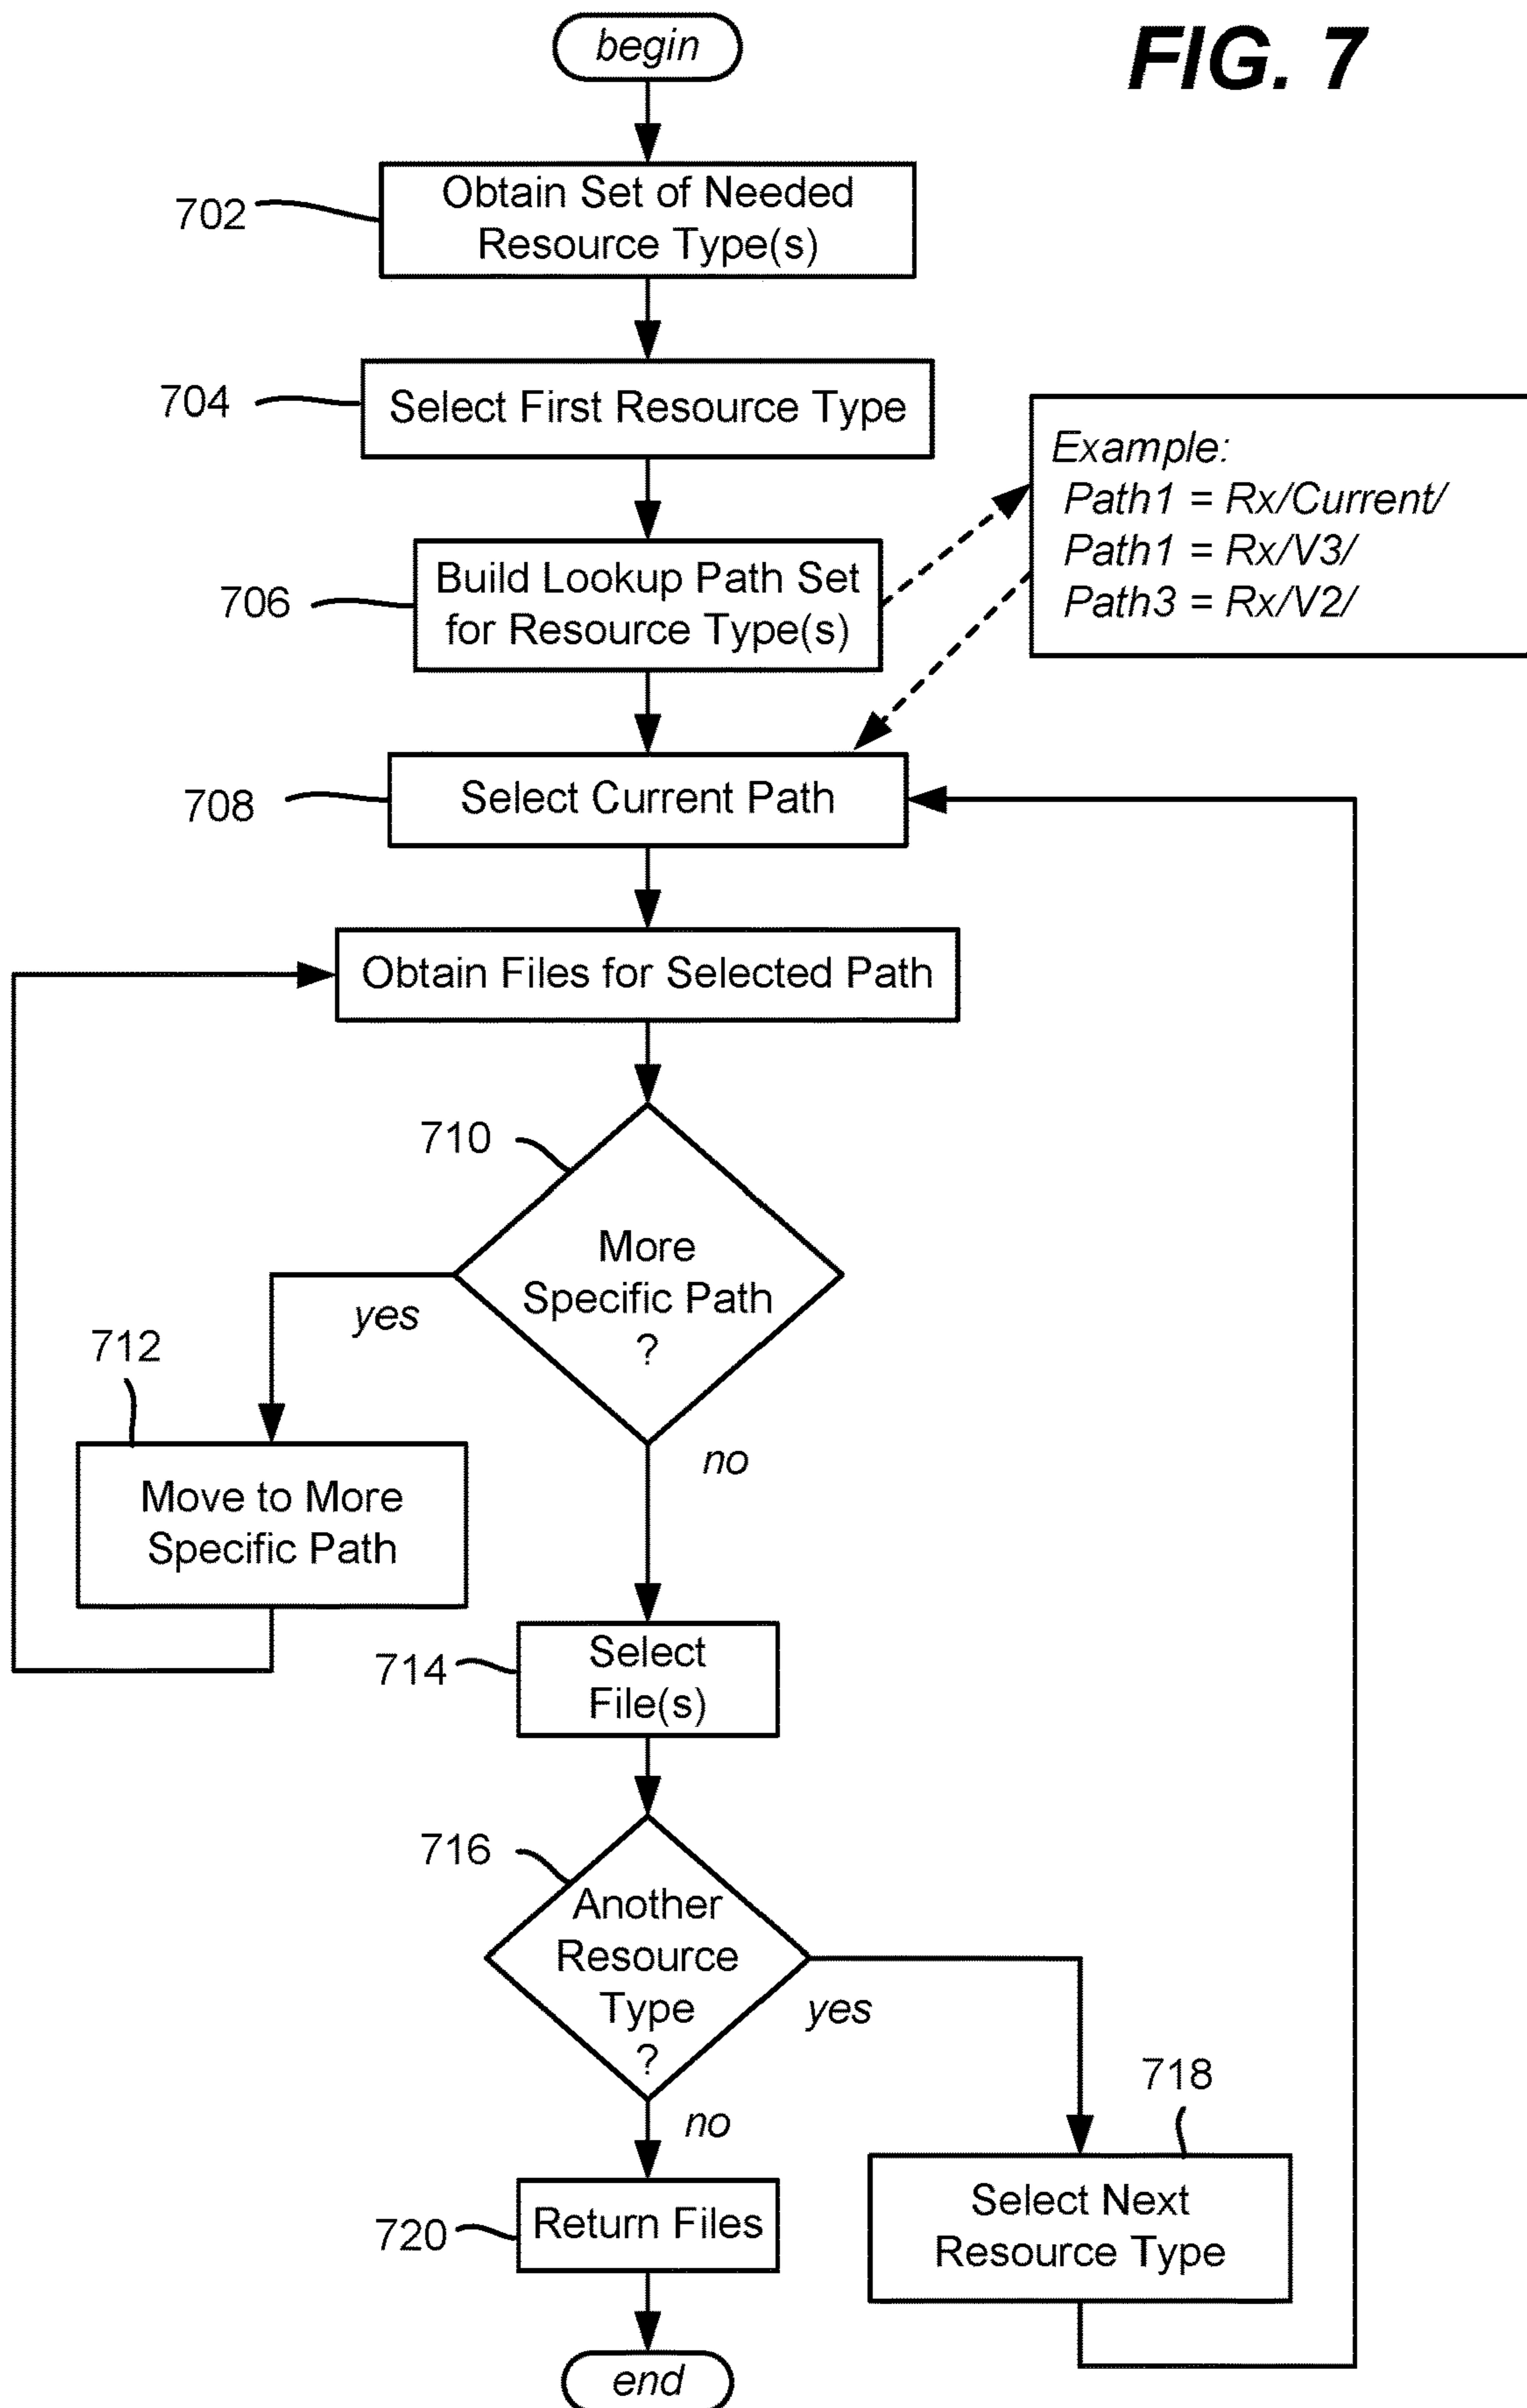 begin
FIG. 7
702
Obtain Set of Needed
Resource Type(s)
704
Select First Resource Type
Example:
Path1 = Rx/Current/
Path1 = Rx/V3/
Path3 = Rx/V2/
706
Build Lookup Path Set
for Resource Type(s)
708
Select Current Path
Obtain Files for Selected Path
710
More
Specific Path
?
yes
no
712
Move to More
Specific Path
714
Select
File(s)
716
Another
Resource
Type
?
yes
no
718
Select Next
Resource Type
720
Return Files
end